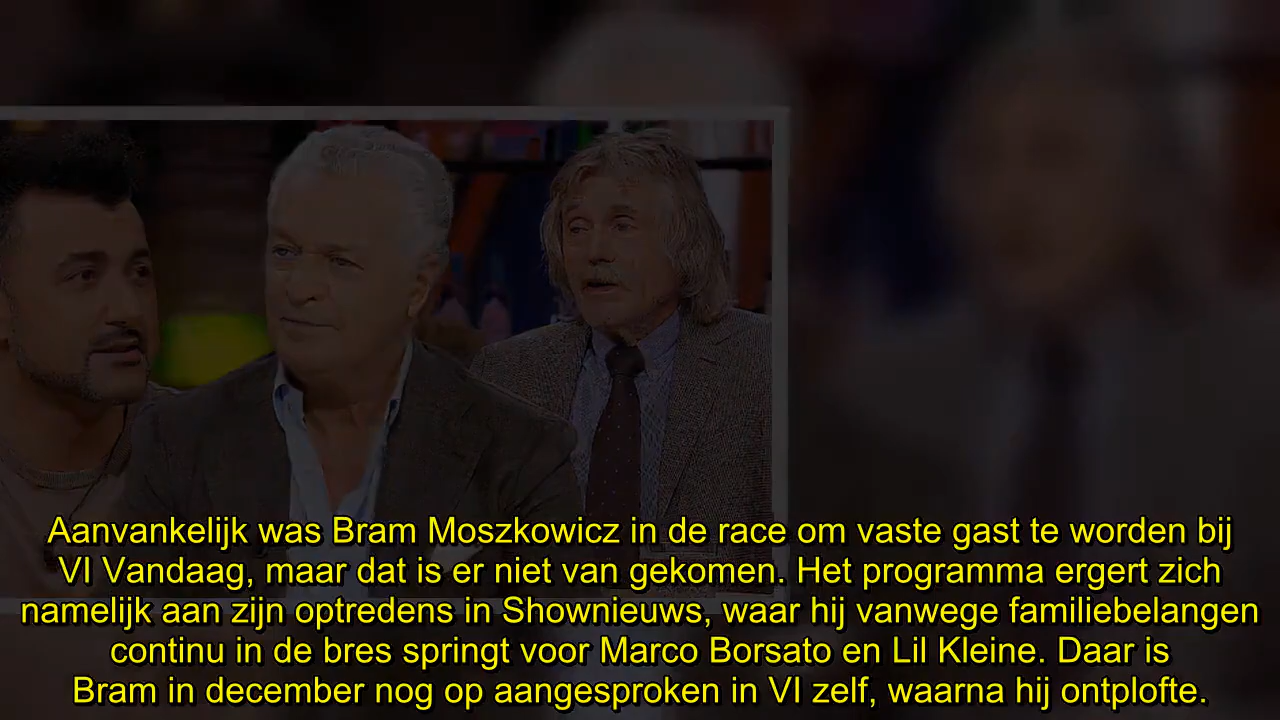 Aanvankelijk was Bram Moszkowicz in de race om vaste gast te worden bij
VI Vandaag, maar dat is er niet van gekomen. Het programma ergert zich
namelijk aan zijn optredens in Shownieuws, waar hij vanwege familiebelangen
continu in de bres springt voor Marco Borsato en Lil Kleine. Daar is
Bram in december nog op aangesproken in VI zelf, waarna hij ontplofte.